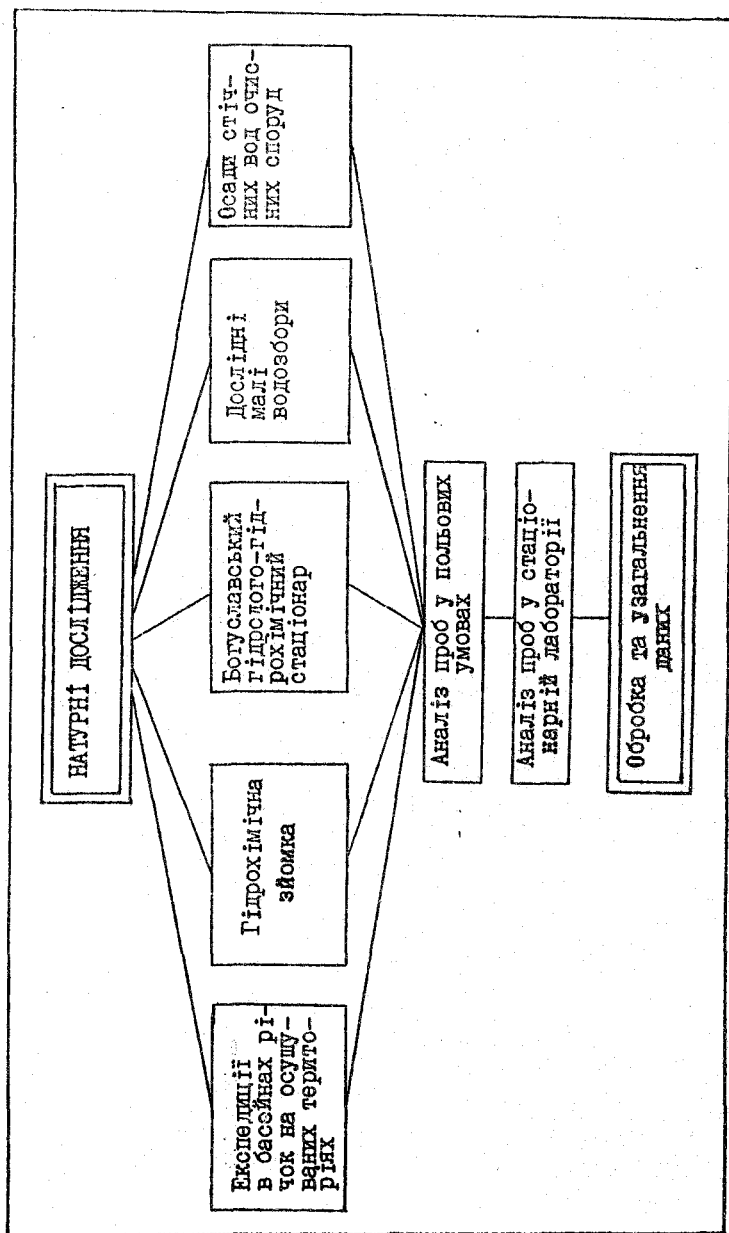 НАТУРНІ ДОСЛІДЖЕННЯ
Експедиції
в басейнах рі-
чок на осушу-
ваних терито-
ріях
Гідрохімічна
зйомка
Богуславський
гідролого-гід-
рохімічний
стаціонар
Дослідні
малі
водозбори
Осади стіч-
них вод очис-
них споруд
Аналіз проб у польових
умовах
Аналіз проб у стаціо-
нарній лабораторії
Обробка та узагальнення
даних